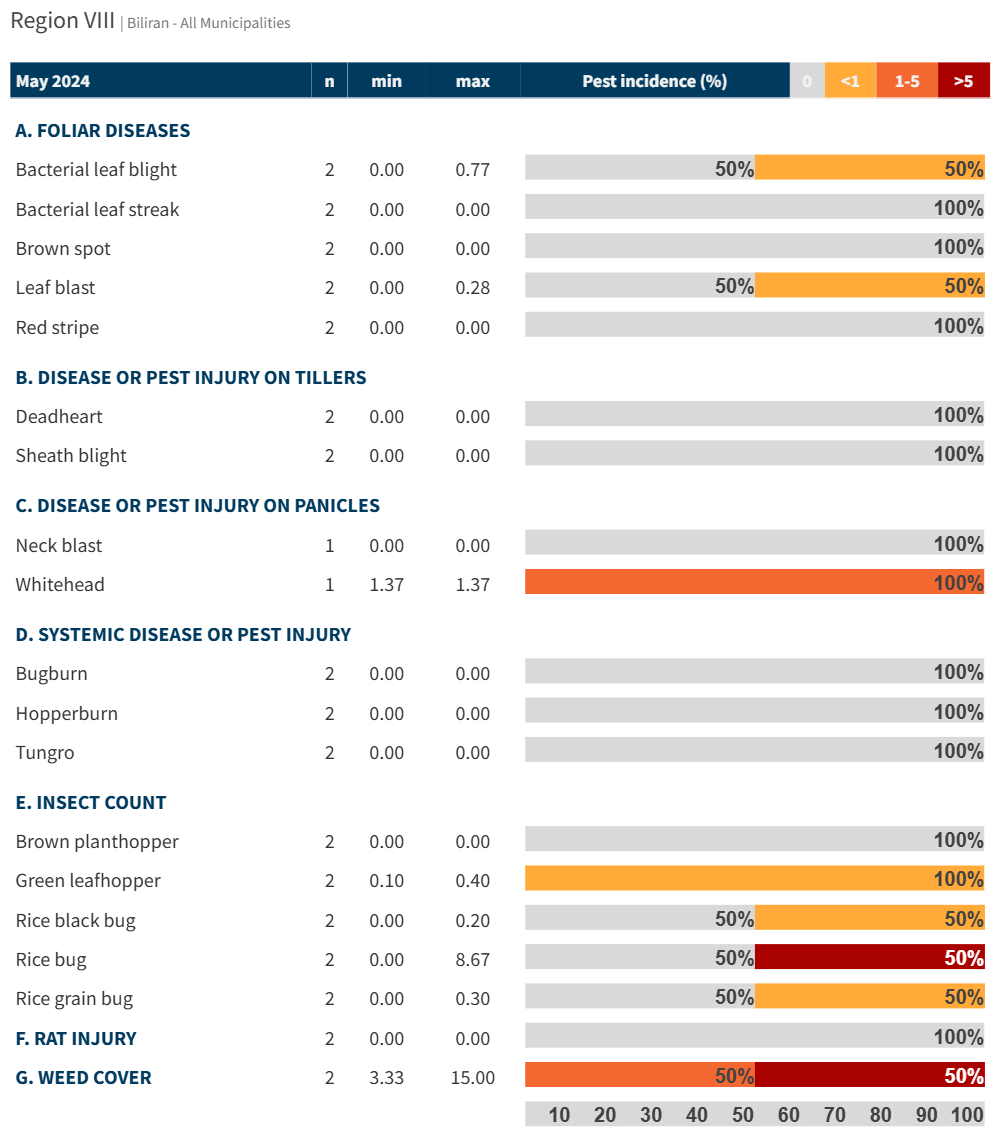 Region VIII | Biliran - All Municipalities
May 2024 n min max Pest incidence (%) 0 <1 1-5 >5
A. FOLIAR DISEASES
Bacterial leaf blight 2 0.00 0.77 50% 50%
Bacterial leaf streak 2 0.00 0.00 100%
Brown spot 2 0.00 0.00 100%
Leaf blast 2 0.00 0.28 50% 50%
Red stripe 2 0.00 0.00 100%
B. DISEASE OR PEST INJURY ON TILLERS
Deadheart 2 0.00 0.00 100%
Sheath blight 2 0.00 0.00 100%
C. DISEASE OR PEST INJURY ON PANICLES
Neck blast 1 0.00 0.00 100%
Whitehead 1 1.37 1.37 100%
D. SYSTEMIC DISEASE OR PEST INJURY
Bugburn 2 0.00 0.00 100%
Hopperburn 2 0.00 0.00 100%
Tungro 2 0.00 0.00 100%
E. INSECT COUNT
Brown planthopper 2 0.00 0.00 100%
Green leafhopper 2 0.10 0.40 100%
Rice black bug 2 0.00 0.20 50% 50%
Rice bug 2 0.00 8.67 50% 50%
Rice grain bug 2 0.00 0.30 50% 50%
F. RAT INJURY 2 0.00 0.00 100%
G. WEED COVER 2 3.33 15.00 50% 50%
10 20 30 40 50 60 70 80 90 100